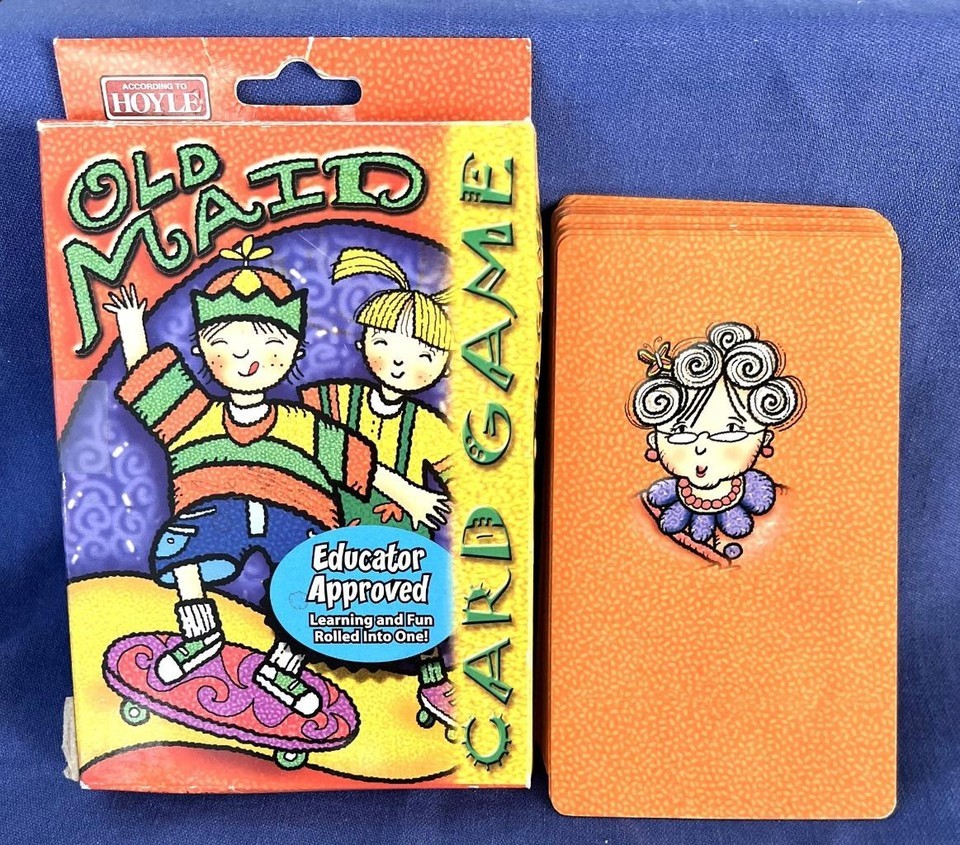 ACCORDING TO
HOYLE
OLD
MAID
CARD GAME
Educator
Approved
Learning and Fun
Rolled Into One!